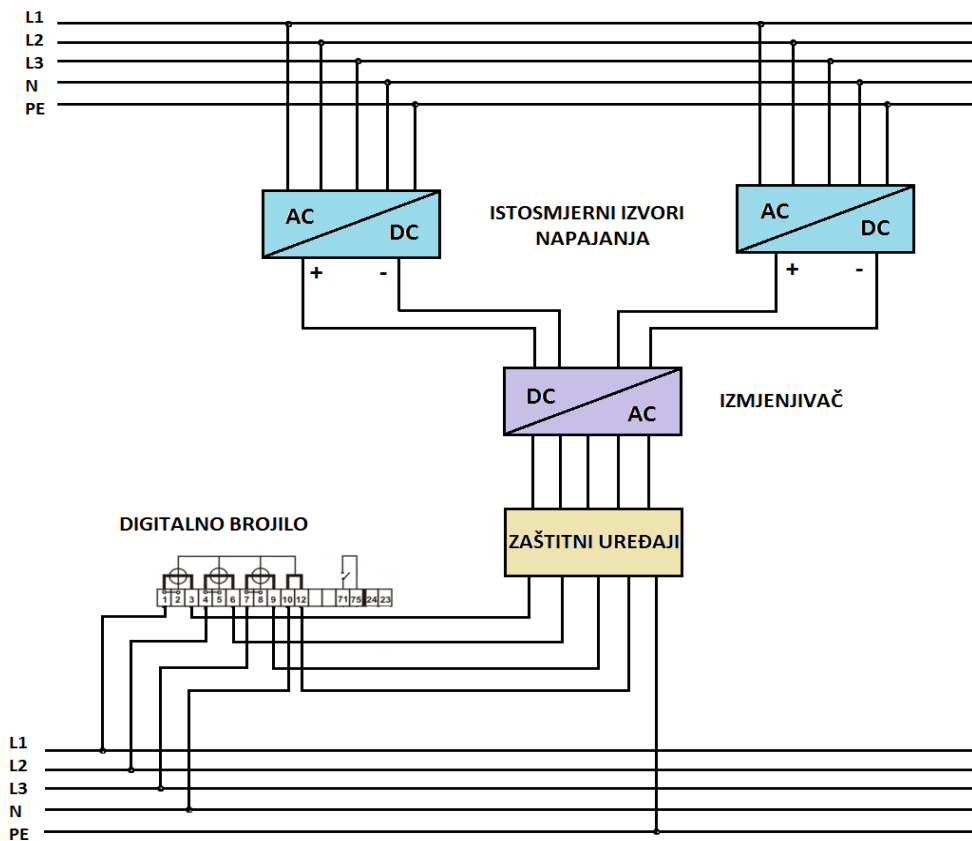 L1
L2
L3
N
PE
AC
DC
ISTOSMJERNI IZVORI
NAPAJANJA
AC
DC
+ -
+ -
DC
AC
IZMJENJIVAČ
DIGITALNO BROJILO
ZAŠTITNI UREĐAJI
1 2 3 4 5 6 7 8 9 10 12 71 75 24 23
L1
L2
L3
N
PE